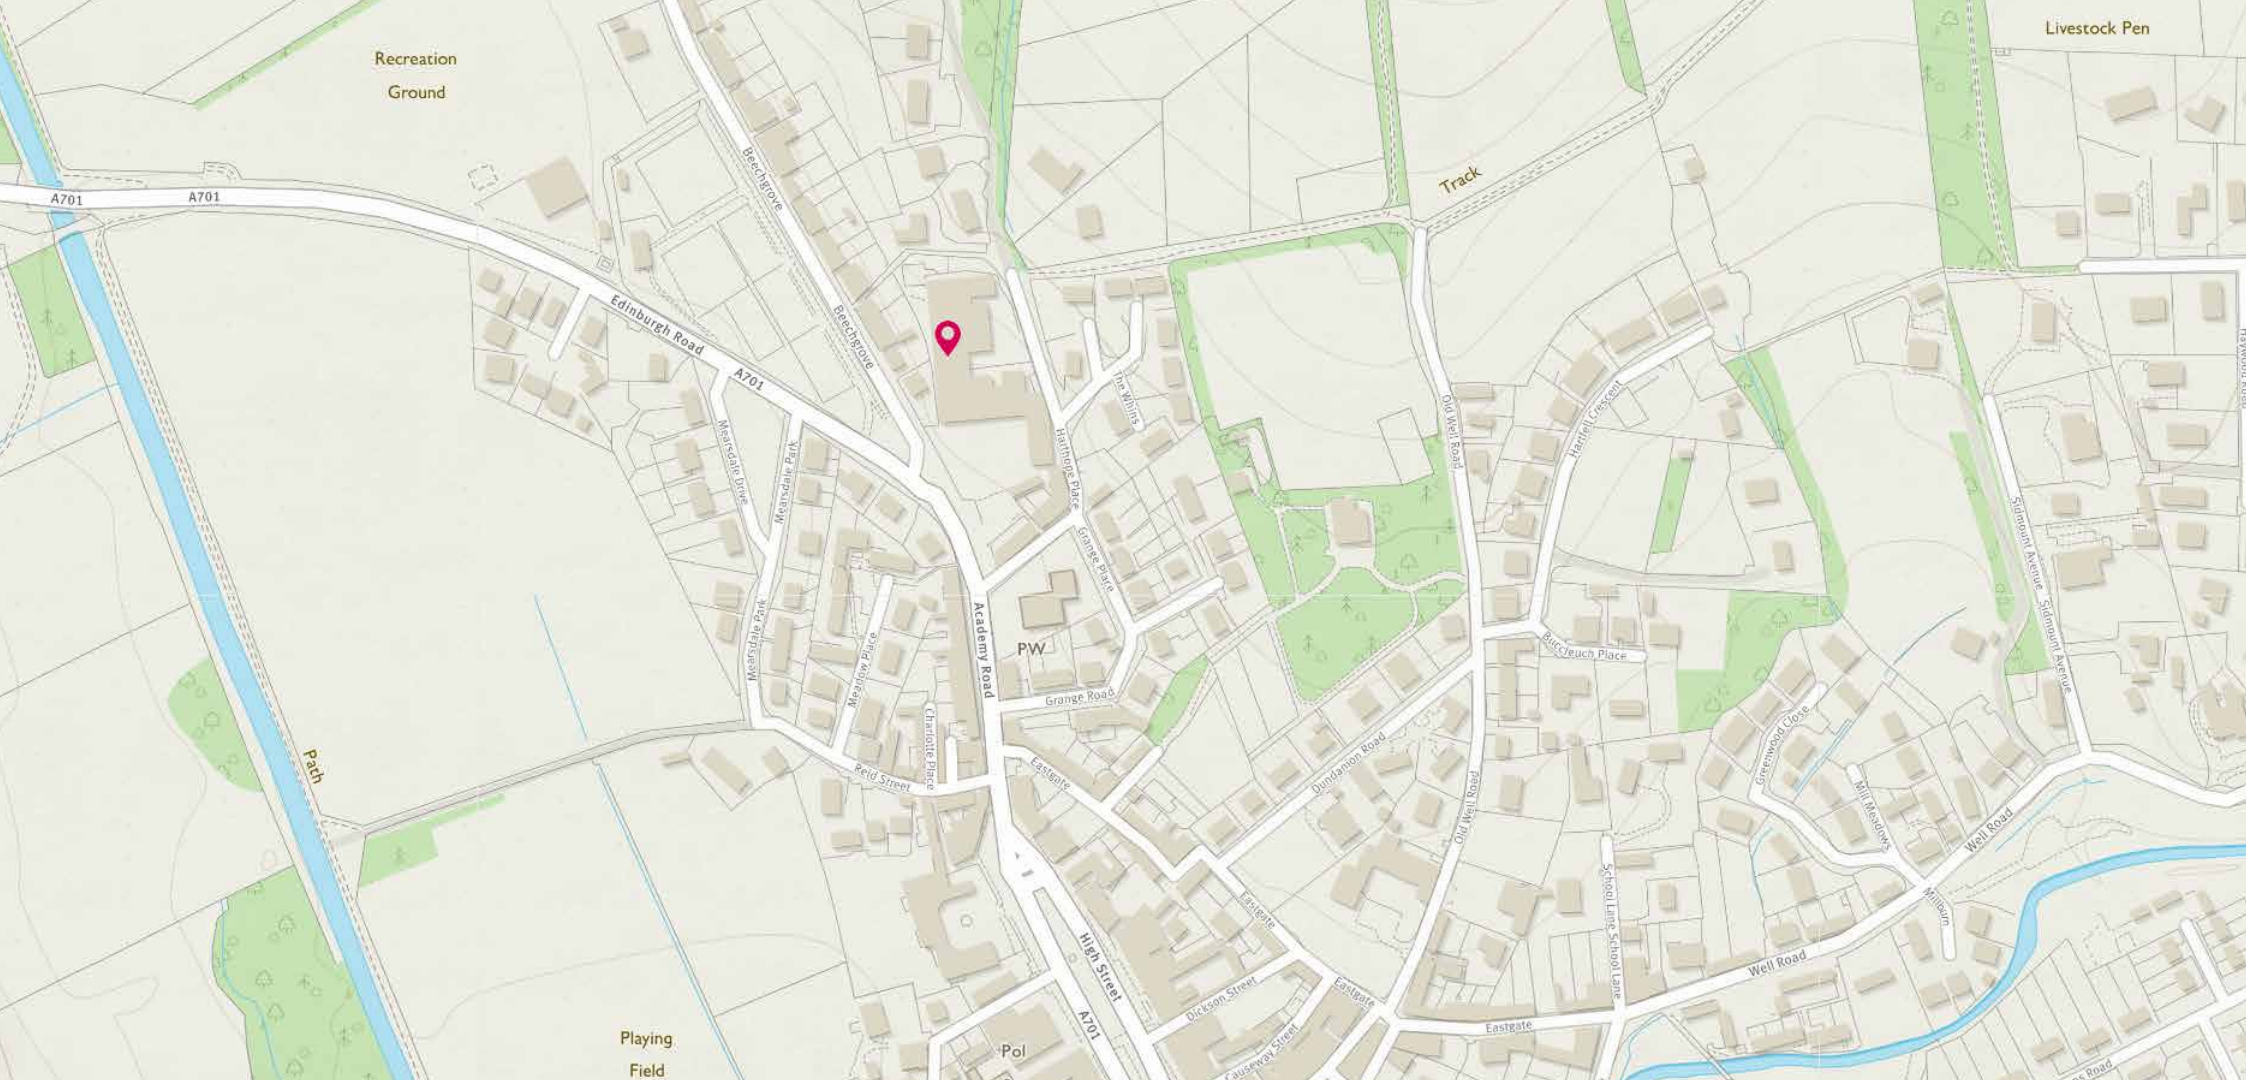 Livestock Pen
Recreation
Ground
A701
A701
Track
Beechgrove
Beechgrove
Edinburgh Road
A701
The Whins
Old Well Road
Hartfell Crescent
Mearsdale Drive
Mearsdale Park
Harthope Place
Grange Place
Sidmount Avenue
Sidmount Avenue
Academy Road
Mearsdale Park
Meadow Place
PW
Buccleuch Place
Grange Road
Charlotte Place
Greenwood Close
Path
Reid Street
Eastgate
Dundanion Road
Old Well Road
Mill Meadows
Well Road
School Lane
School Lane
Millburn
Eastgate
High Street
Well Road
Dickson Street
Eastgate
A701
Eastgate
Causeway Street
Playing
Field
Pol